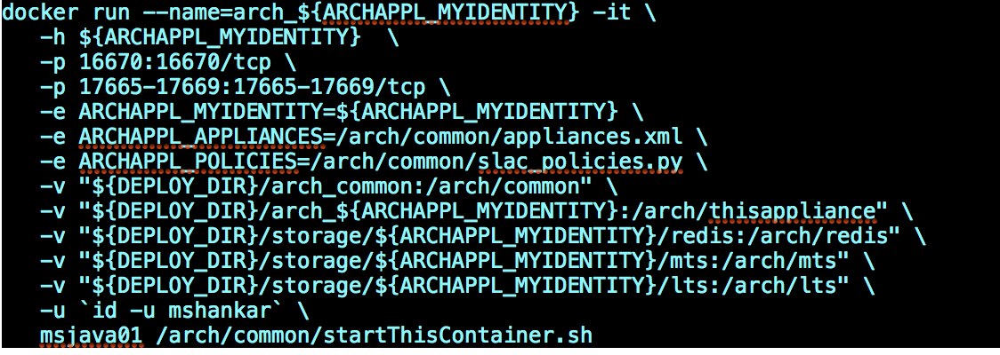 docker run --name=arch_${ARCHAPPL_MYIDENTITY} -it \
-h ${ARCHAPPL_MYIDENTITY}  \
-p 16670:16670/tcp \
-p 17665-17669:17665-17669/tcp \
-e ARCHAPPL_MYIDENTITY=${ARCHAPPL_MYIDENTITY} \
-e ARCHAPPL_APPLIANCES=/arch/common/appliances.xml \
-e ARCHAPPL_POLICIES=/arch/common/slac_policies.py \
-v "${DEPLOY_DIR}/arch_common:/arch/common" \
-v "${DEPLOY_DIR}/arch_${ARCHAPPL_MYIDENTITY}:/arch/thisappliance" \
-v "${DEPLOY_DIR}/storage/${ARCHAPPL_MYIDENTITY}/redis:/arch/redis" \
-v "${DEPLOY_DIR}/storage/${ARCHAPPL_MYIDENTITY}/mts:/arch/mts" \
-v "${DEPLOY_DIR}/storage/${ARCHAPPL_MYIDENTITY}/lts:/arch/lts" \
-u `id -u mshankar` \
msjava01 /arch/common/startThisContainer.sh